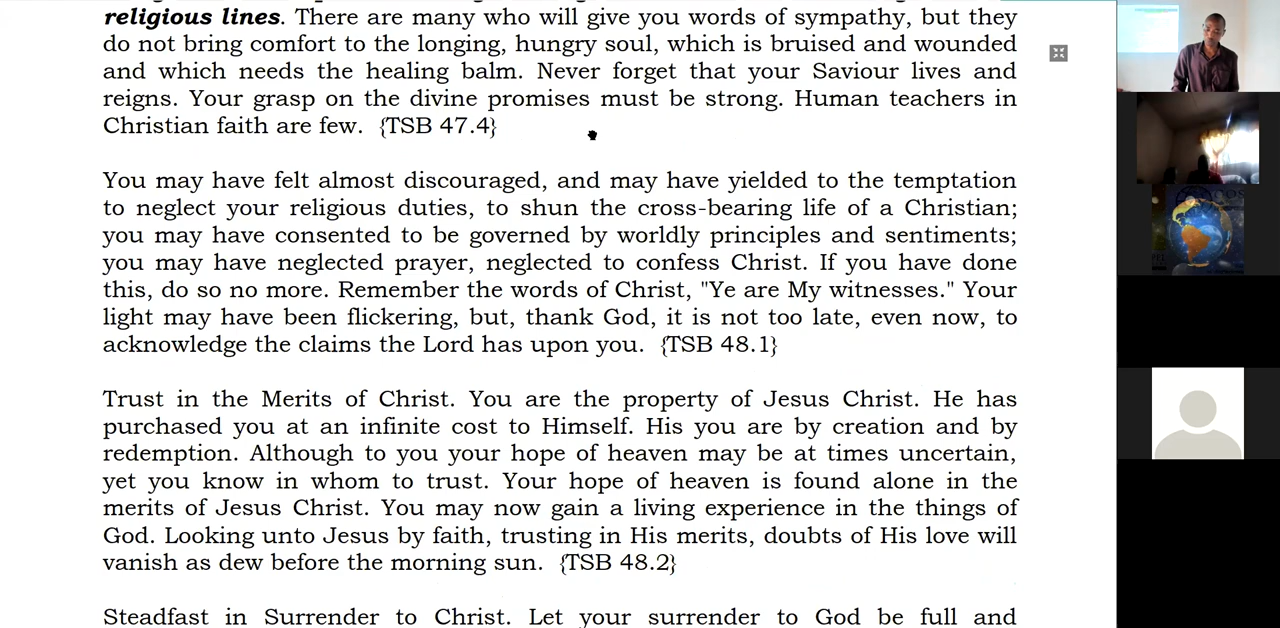 religious lines. There are many who will give you words of sympathy, but they
do not bring comfort to the longing, hungry soul, which is bruised and wounded
and which needs the healing balm. Never forget that your Saviour lives and
reigns. Your grasp on the divine promises must be strong. Human teachers in
Christian faith are few. {TSB 47.4}
You may have felt almost discouraged, and may have yielded to the temptation
to neglect your religious duties, to shun the cross-bearing life of a Christian;
you may have consented to be governed by worldly principles and sentiments;
you may have neglected prayer, neglected to confess Christ. If you have done
this, do so no more. Remember the words of Christ, "Ye are My witnesses." Your
light may have been flickering, but, thank God, it is not too late, even now, to
acknowledge the claims the Lord has upon you. {TSB 48.1}
Trust in the Merits of Christ. You are the property of Jesus Christ. He has
purchased you at an infinite cost to Himself. His you are by creation and by
redemption. Although to you your hope of heaven may be at times uncertain,
yet you know in whom to trust. Your hope of heaven is found alone in the
merits of Jesus Christ. You may now gain a living experience in the things of
God. Looking unto Jesus by faith, trusting in His merits, doubts of His love will
vanish as dew before the morning sun. {TSB 48.2}
Steadfast in Surrender to Christ. Let your surrender to God be full and